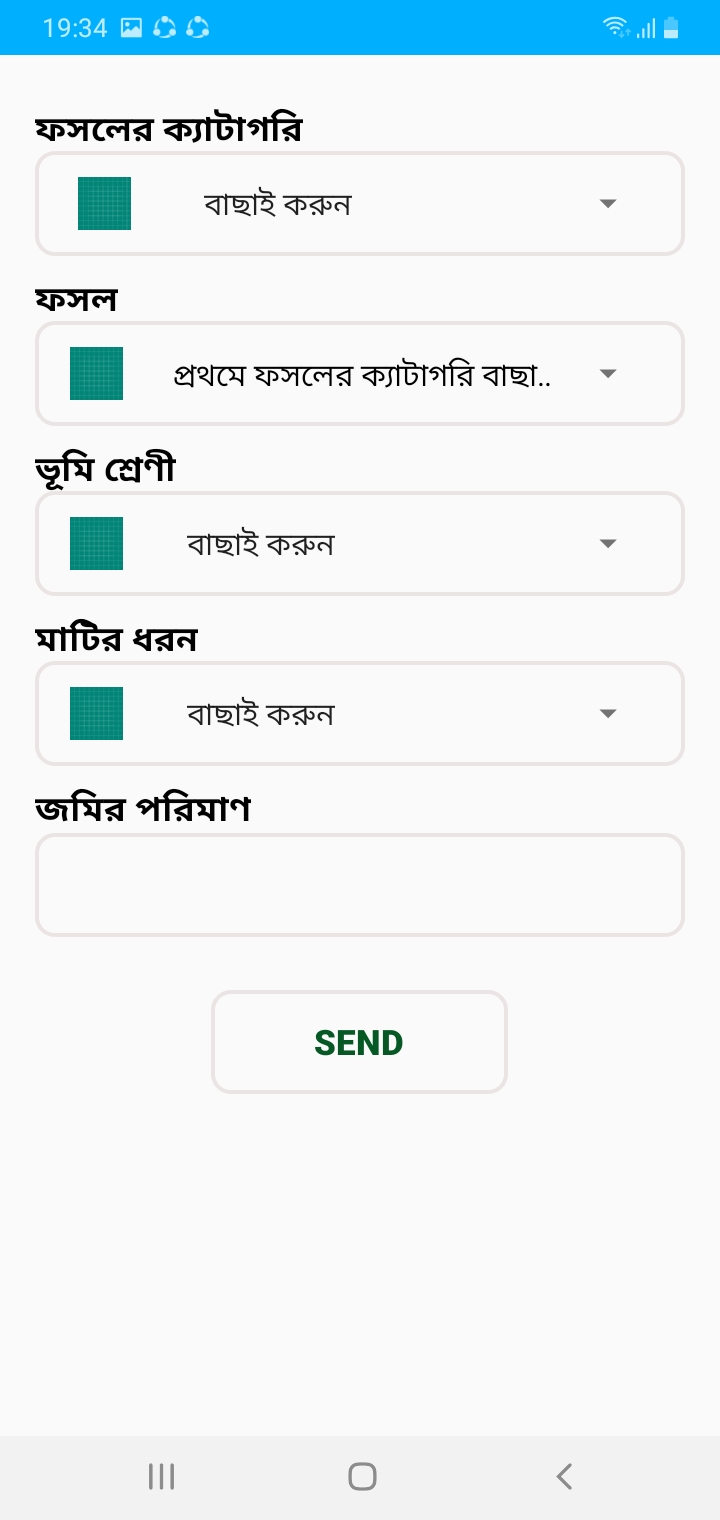 19:34
ফসলের ক্যাটাগরি
বাছাই করুন
ফসল
প্রথমে ফসলের ক্যাটাগরি বাছা..
ভূমি শ্রেণী
বাছাই করুন
মাটির ধরন
বাছাই করুন
জমির পরিমাণ
SEND